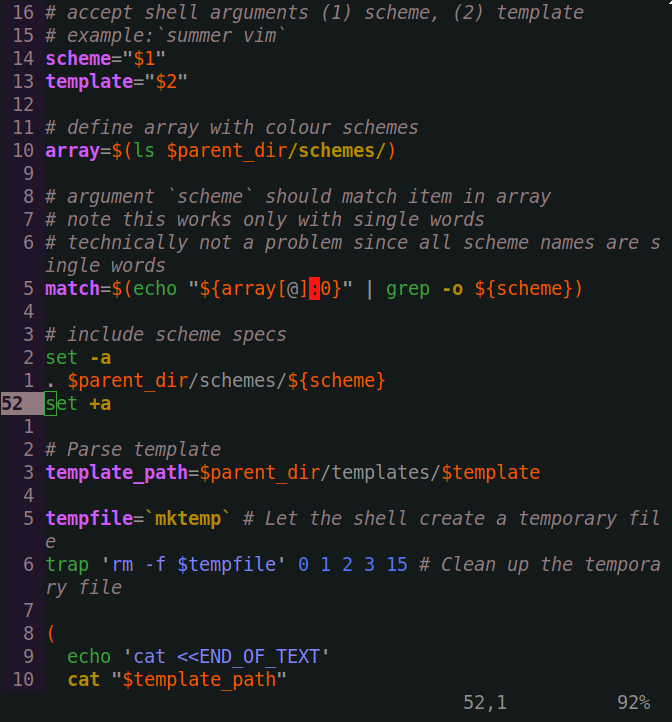 16 # accept shell arguments (1) scheme, (2) template
15 # example:`summer vim`
14 scheme="$1"
13 template="$2"
12
11 # define array with colour schemes
10 array=$(ls $parent_dir/schemes/)
9
8 # argument `scheme` should match item in array
7 # note this works only with single words
6 # technically not a problem since all scheme names are s
ingle words
5 match=$(echo "${array[@]:0}" | grep -o ${scheme})
4
3 # include scheme specs
2 set -a
1 . $parent_dir/schemes/${scheme}
52 set +a
1
2 # Parse template
3 template_path=$parent_dir/templates/$template
4
5 tempfile=`mktemp` # Let the shell create a temporary fil
e
6 trap 'rm -f $tempfile' 0 1 2 3 15 # Clean up the tempora
ry file
7
8 (
9   echo 'cat <<END_OF_TEXT'
10   cat "$template_path"
52,1 92%